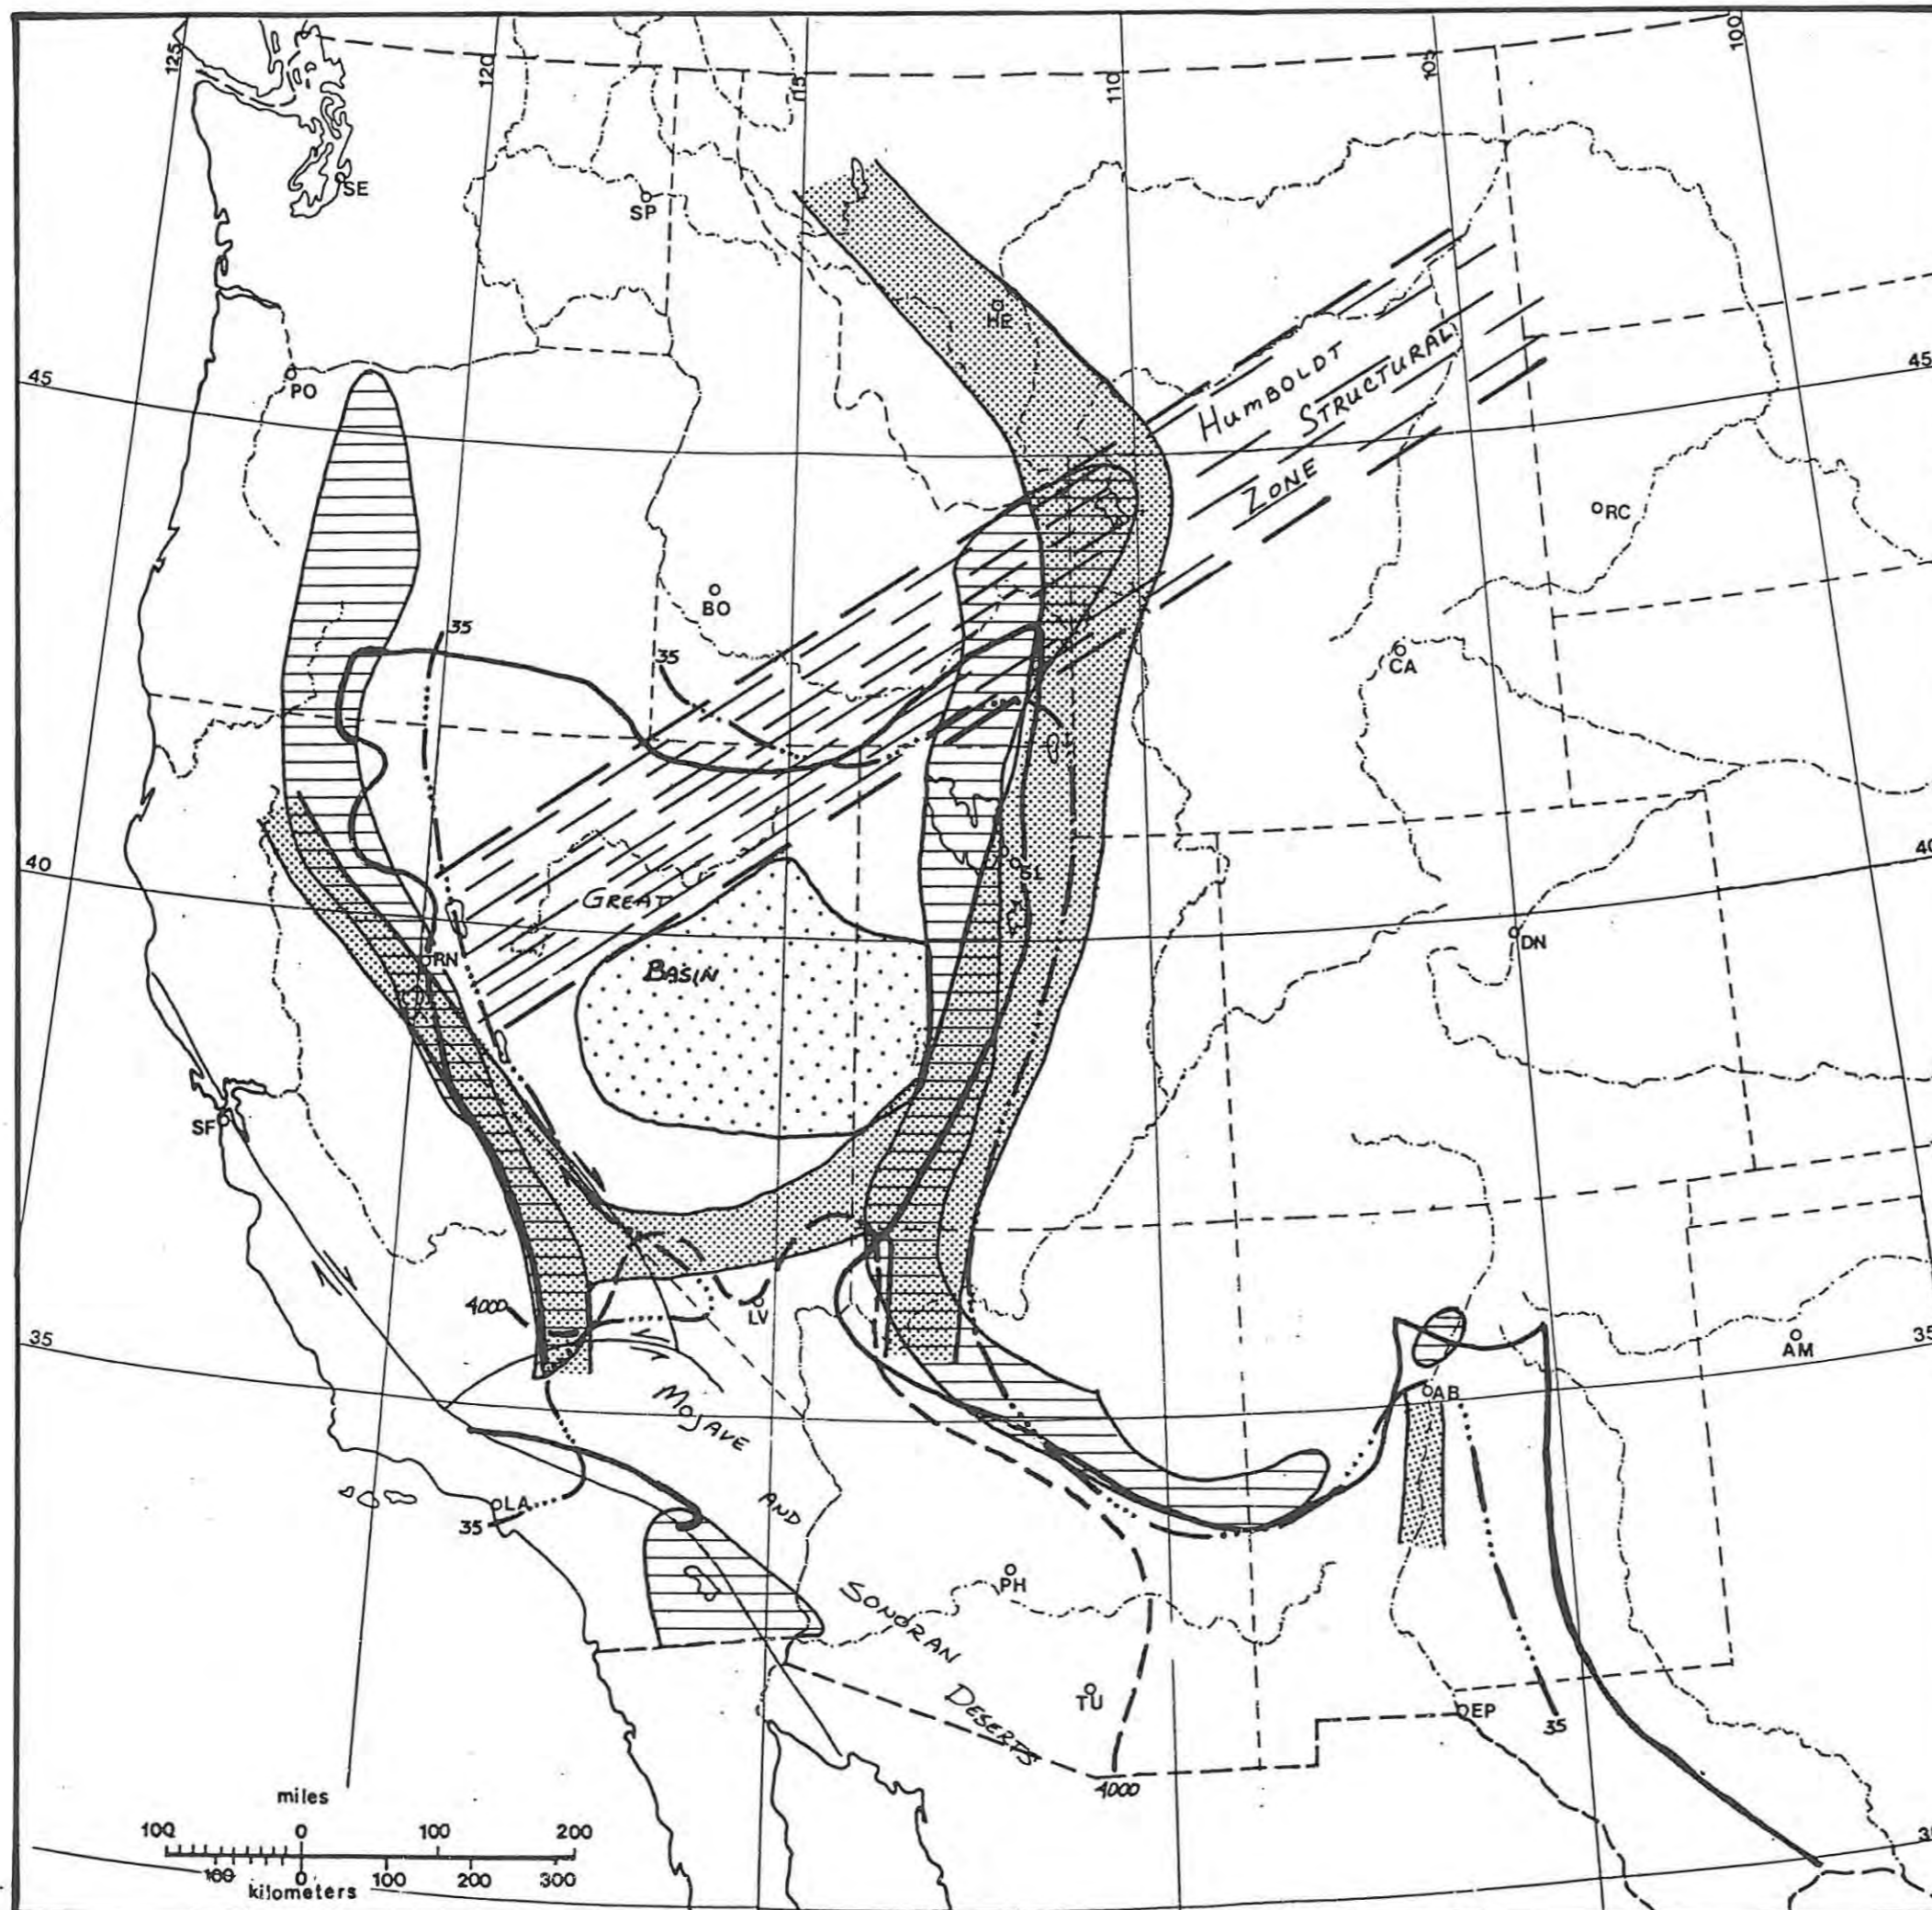 125
120
115
110
105
100
SE
SP
HE
HUMBOLDT
STRUCTURAL
ZONE
45
45
PO
RC
BO
35
35
CA
40
40
SL
GREAT
BASIN
RN
DN
SF
4000
LV
35
35
AM
AB
MOJAVE
AND
SONORAN
DESERTS
LA
35
PH
TU
EP
35
4000
miles
100 0 100 200
100 0 100 200 300
kilometers